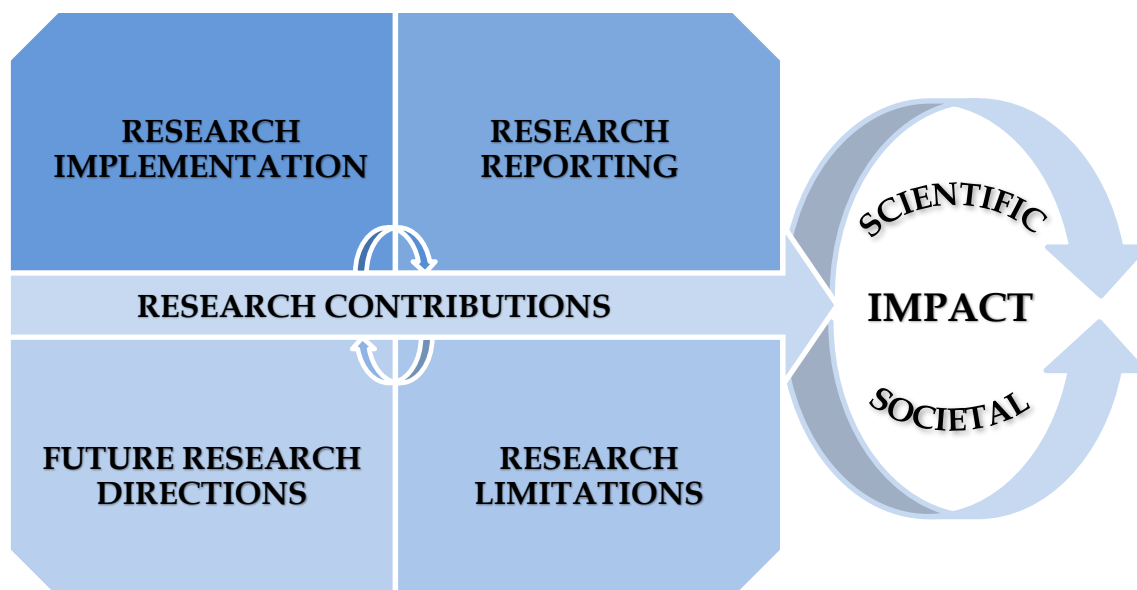 RESEARCH
IMPLEMENTATION
RESEARCH
REPORTING
RESEARCH CONTRIBUTIONS
FUTURE RESEARCH
DIRECTIONS
RESEARCH
LIMITATIONS
SCIENTIFIC
IMPACT
SOCIETAL